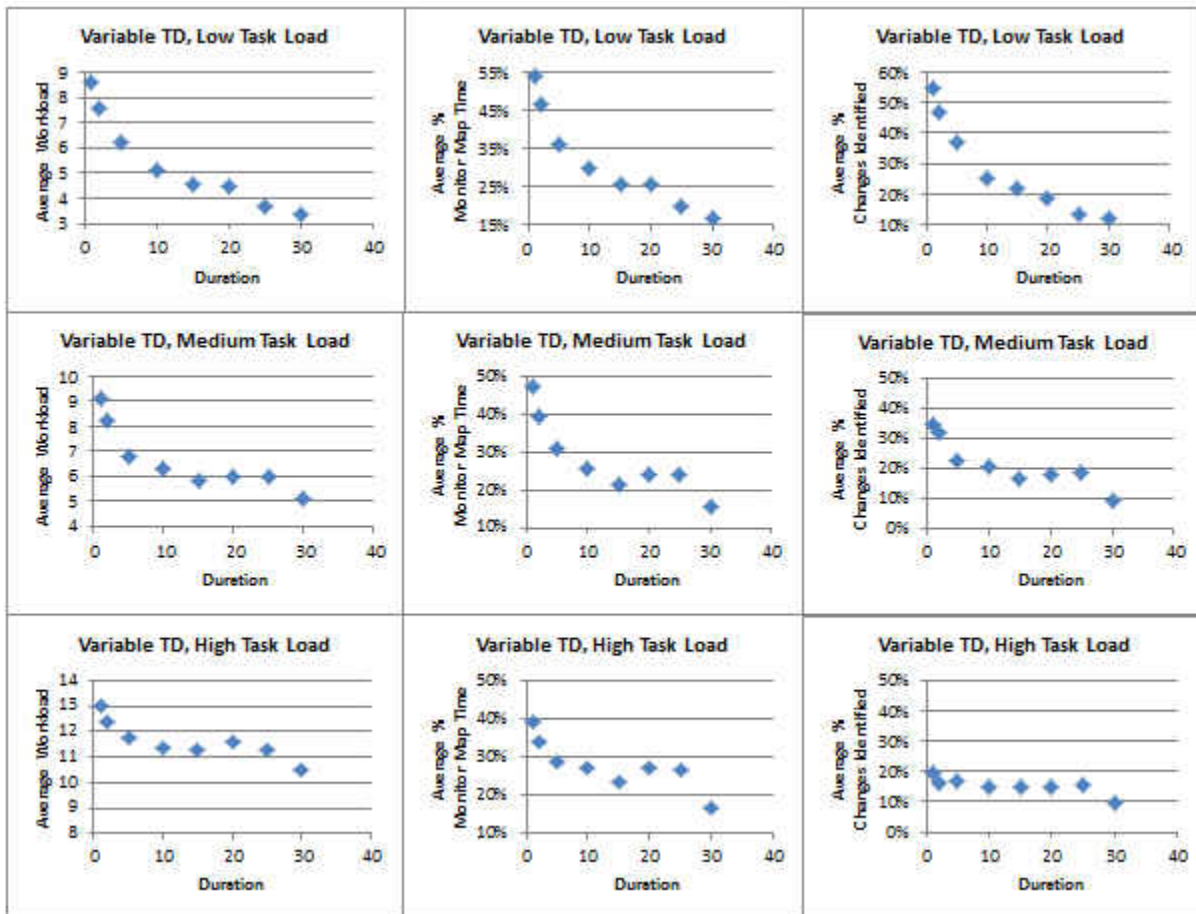 Variable TD, Low Task Load
Average Workload
9
8
7
6
5
4
3
0 10 20 30 40
Duration
Variable TD, Low Task Load
Average %
Monitor Map Time
55%
45%
35%
25%
15%
0 10 20 30 40
Duration
Variable TD, Low Task Load
Average %
Changes Identified
60%
50%
40%
30%
20%
10%
0 10 20 30 40
Duration
Variable TD, Medium Task Load
Average Workload
10
9
8
7
6
5
4
0 10 20 30 40
Duration
Variable TD, Medium Task Load
Average %
Monitor Map Time
50%
40%
30%
20%
10%
0 10 20 30 40
Duration
Variable TD, Medium Task Load
Average %
Changes Identified
50%
40%
30%
20%
10%
0%
0 10 20 30 40
Duration
Variable TD, High Task Load
Average Workload
14
13
12
11
10
9
8
0 10 20 30 40
Duration
Variable TD, High Task Load
Average %
Monitor Map Time
50%
40%
30%
20%
10%
0 10 20 30 40
Duration
Variable TD, High Task Load
Average %
Changes Identified
50%
40%
30%
20%
10%
0%
0 10 20 30 40
Duration